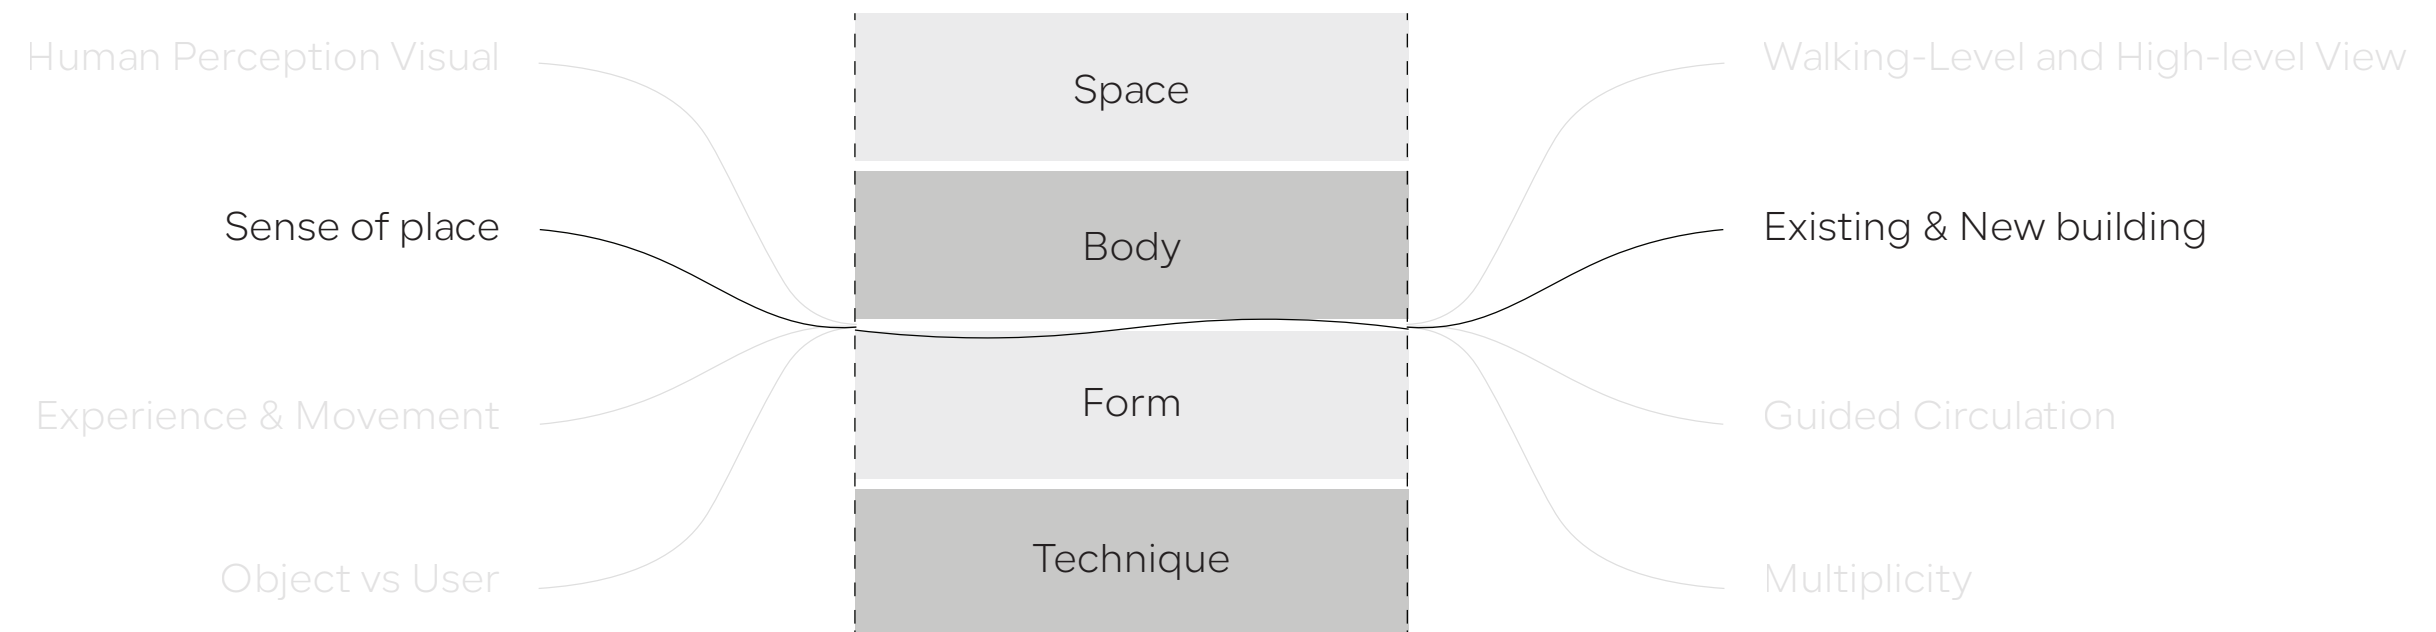 Human Perception Visual
Sense of place
Experience & Movement
Object vs User
Space
Body
Form
Technique
Walking-Level and High-level View
Existing & New building
Guided Circulation
Multiplicity